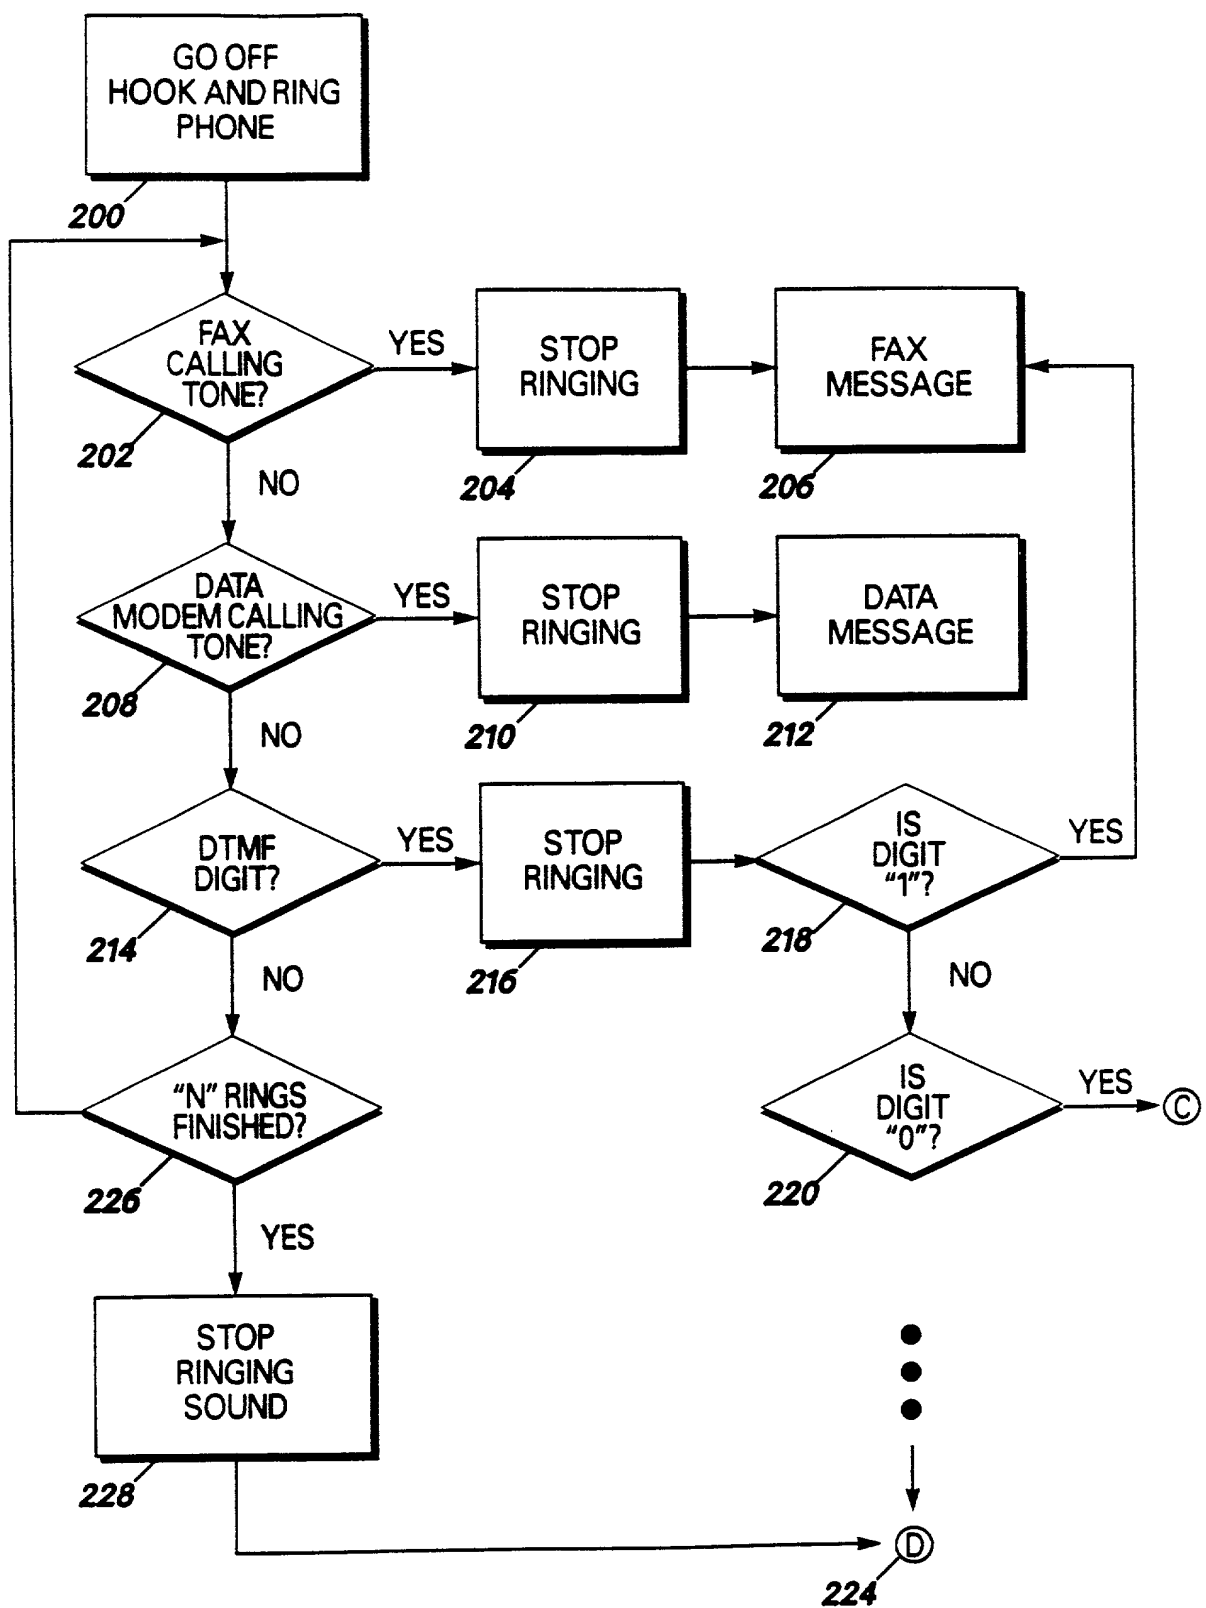 GO OFF
HOOK AND RING
PHONE
200
FAX
CALLING
TONE?
202
YES
STOP
RINGING
204
FAX
MESSAGE
206
NO
DATA
MODEM CALLING
TONE?
208
YES
STOP
RINGING
210
DATA
MESSAGE
212
NO
DTMF
DIGIT?
214
YES
STOP
RINGING
216
IS
DIGIT
"1"?
218
YES
NO
NO
"N" RINGS
FINISHED?
226
IS
DIGIT
"0"?
220
YES
C
YES
STOP
RINGING
SOUND
228
D
224